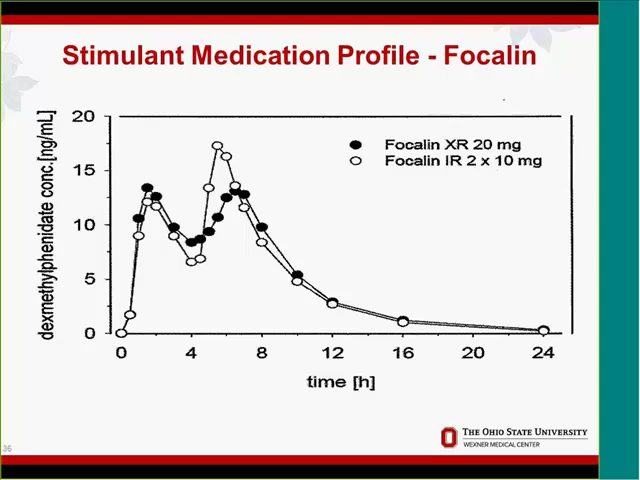 Stimulant Medication Profile - Focalin
dexmethylphenidate conc.[ng/mL]
20
15
10
5
0
Focalin XR 20 mg
Focalin IR 2 x 10 mg
0 4 8 12 16 20 24
time [h]
THE OHIO STATE UNIVERSITY
WEXNER MEDICAL CENTER
36